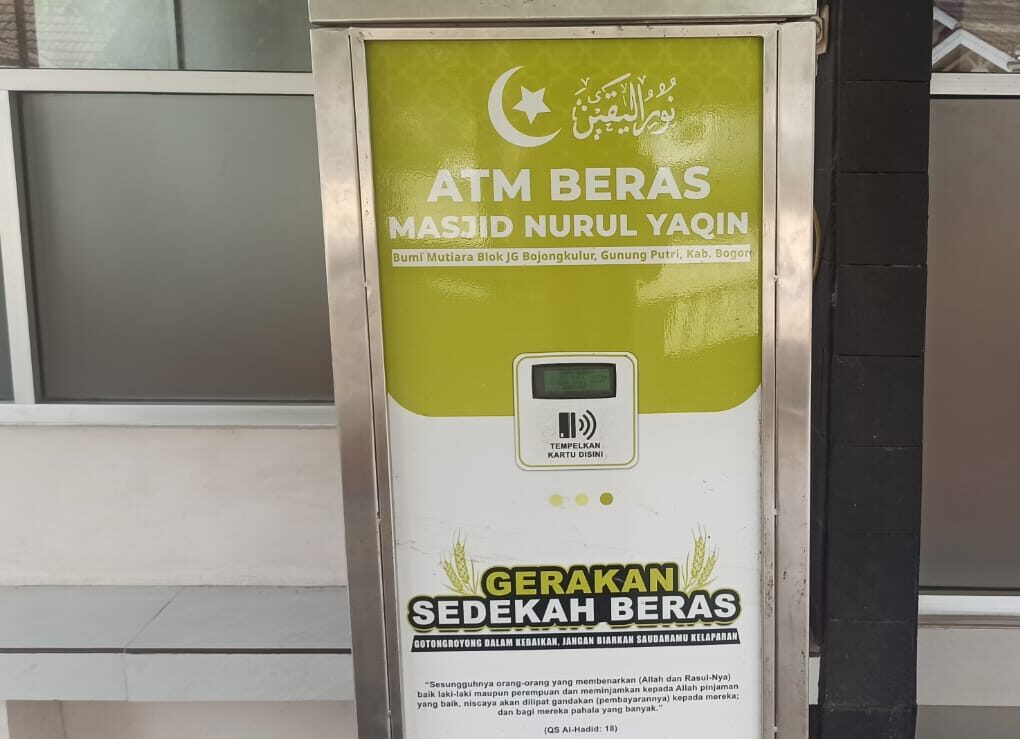 نُورُ الْيَقِيْنِ
ATM BERAS
MASJID NURUL YAQIN
Bumi Mutiara Blok JG Bojongkulur, Gunung Putri, Kab. Bogor
TEMPELKAN
KARTU DISINI
GERAKAN
SEDEKAH BERAS
GOTONGROYONG DALAM KEBAIKAN, JANGAN BIARKAN SAUDARAMU KELAPARAN
“Sesungguhnya orang-orang yang membenarkan (Allah dan Rasul-Nya)
baik laki-laki maupun perempuan dan meminjamkan kepada Allah pinjaman
yang baik, niscaya akan dilipat gandakan (pembayarannya) kepada mereka;
dan bagi mereka pahala yang banyak.”
(QS Al-Hadid: 18)